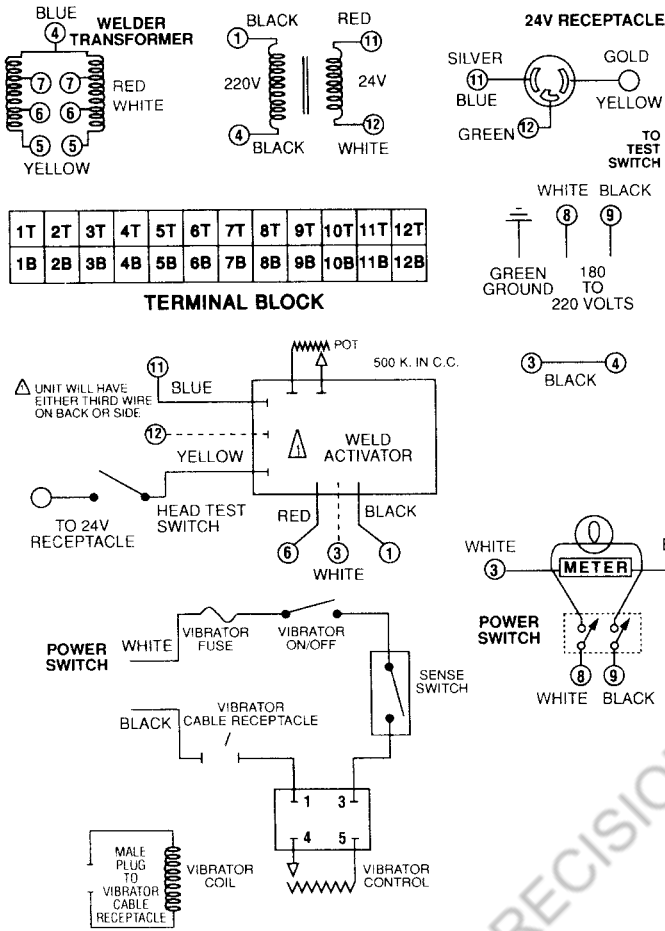 BLUE
4
WELDER
TRANSFORMER
7 7 RED
6 6 WHITE
5 5
YELLOW
BLACK RED
1 11
220V 24V
4 12
BLACK WHITE
24V RECEPTACLE
SILVER GOLD
11
BLUE YELLOW
GREEN 12
TO
TEST
SWITCH
WHITE BLACK
8 9
GREEN
GROUND
180
TO
220 VOLTS
1T 2T 3T 4T 5T 6T 7T 8T 9T 10T 11T 12T
1B 2B 3B 4B 5B 6B 7B 8B 9B 10B 11B 12B
TERMINAL BLOCK
3 4
BLACK
POT
500 K. IN C.C.
11
BLUE
1 UNIT WILL HAVE
EITHER THIRD WIRE
ON BACK OR SIDE
12
YELLOW
1
WELD
ACTIVATOR
HEAD TEST
SWITCH
TO 24V
RECEPTACLE
RED BLACK
6 3 1
WHITE
WHITE
3
METER
POWER
SWITCH
8 9
WHITE BLACK
POWER
SWITCH
WHITE
VIBRATOR
FUSE
VIBRATOR
ON/OFF
SENSE
SWITCH
BLACK
VIBRATOR
CABLE RECEPTACLE
1 3
4 5
MALE
PLUG
TO
VIBRATOR
CABLE
RECEPTACLE
VIBRATOR
COIL
VIBRATOR
CONTROL